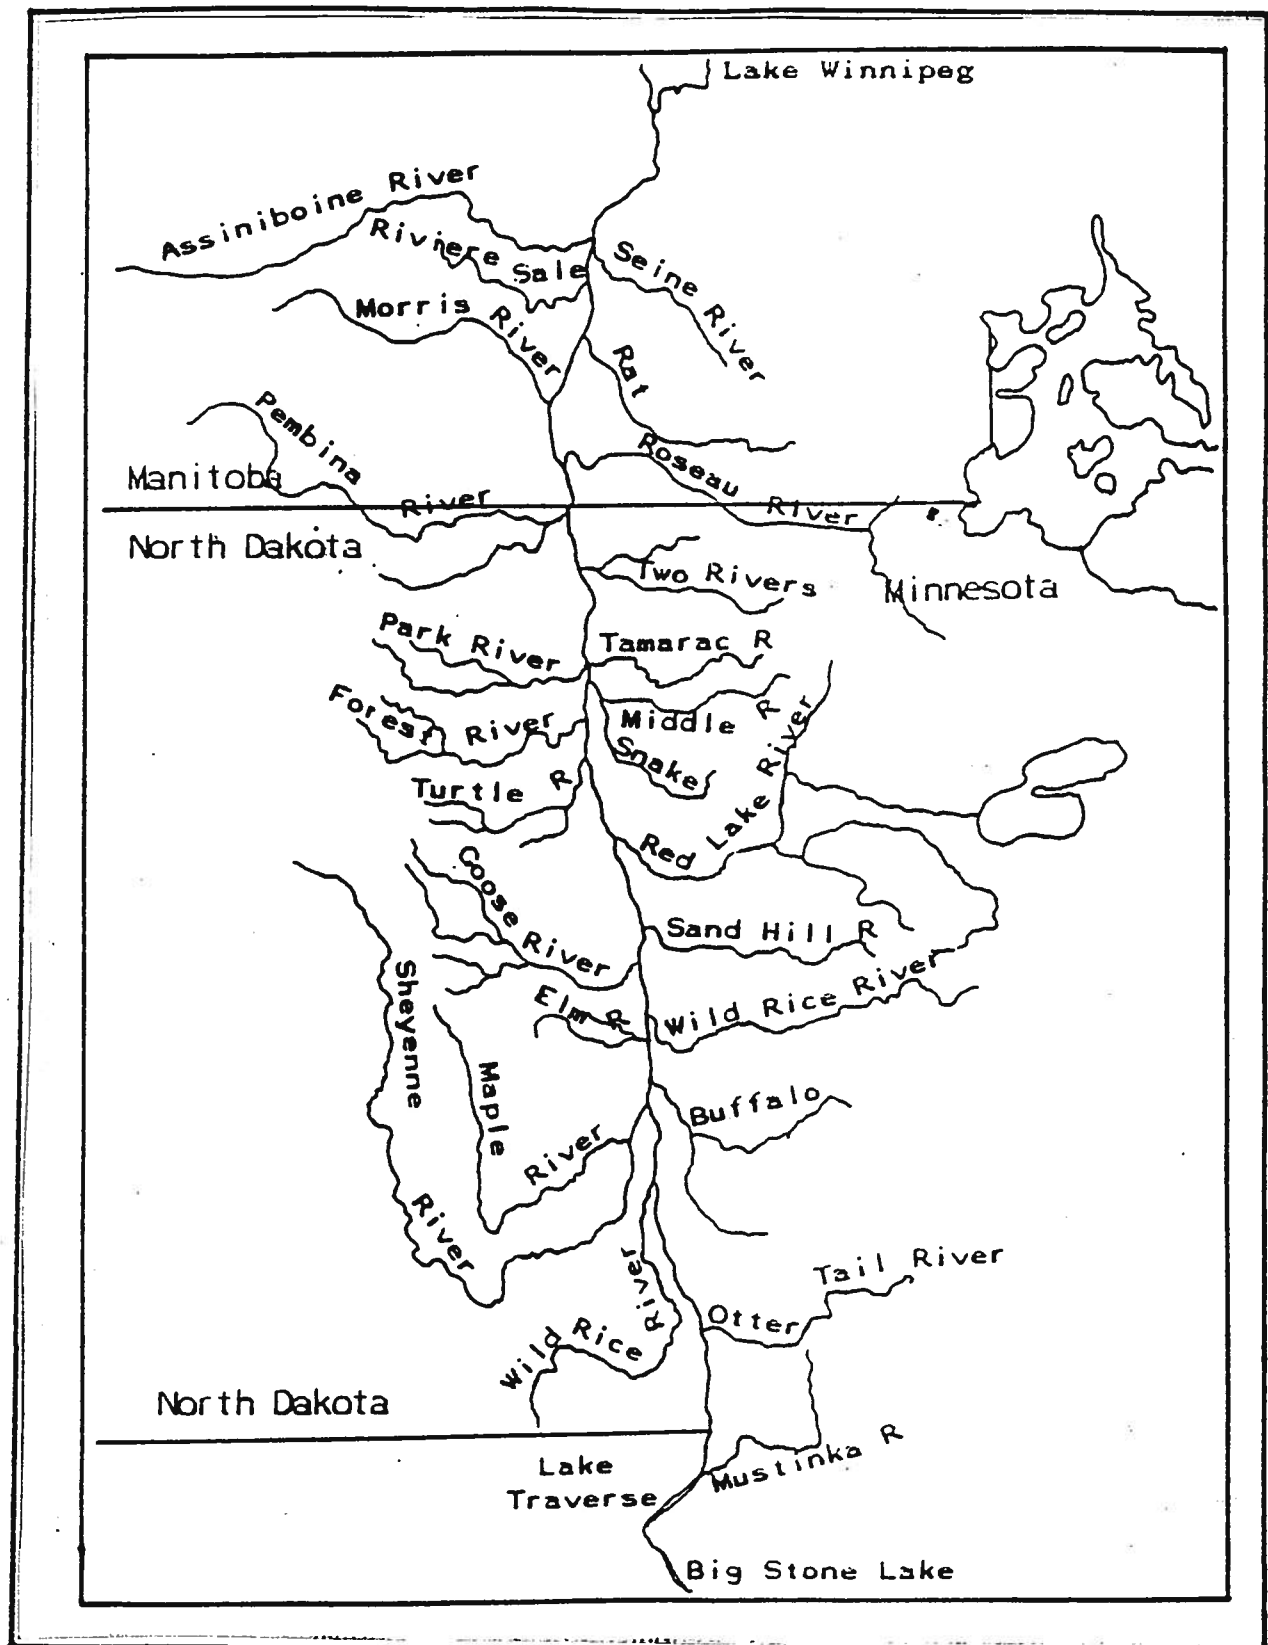 Lake Winnipeg
Assiniboine River
Riviere Sale
Seine River
Morris River
Rat
Pembina River
Roseau River
Manitoba
North Dakota
Minnesota
Two Rivers
Park River
Tamarac R
Forest River
Middle R
Snake
Turtle R
Red Lake River
Goose River
Sand Hill R
Elm R
Wild Rice River
Sheyenne River
Maple River
Buffalo
Otter Tail River
Wild Rice River
North Dakota
Mustinka R
Lake
Traverse
Big Stone Lake